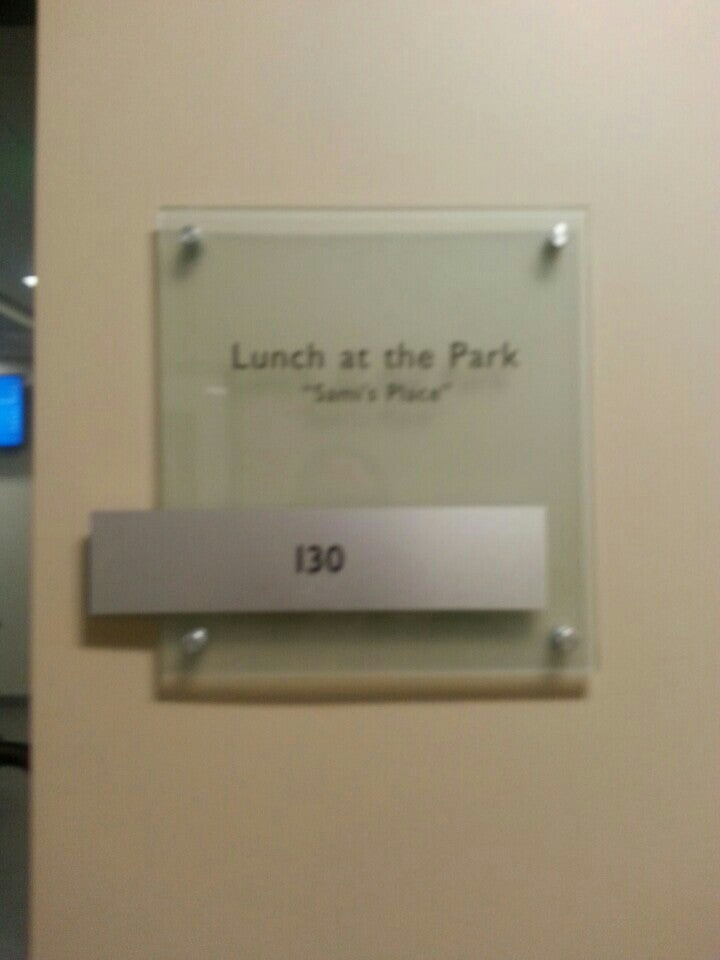 Lunch at the Park
"Sami's Place"
130